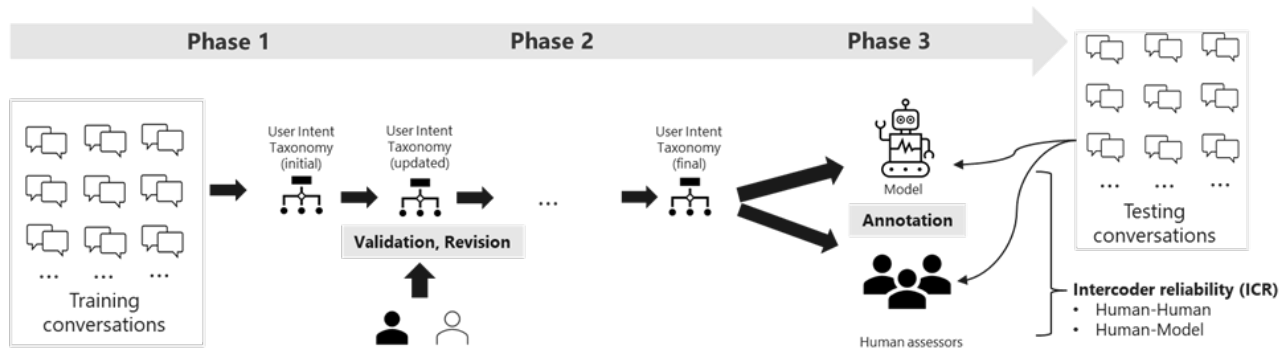 Phase 1
Phase 2
Phase 3
...
...
...
Training
conversations
User Intent
Taxonomy
(initial)
User Intent
Taxonomy
(updated)
Validation, Revision
...
User Intent
Taxonomy
(final)
Model
Annotation
Human assessors
...
...
...
Testing
conversations
Intercoder reliability (ICR)
• Human-Human
• Human-Model